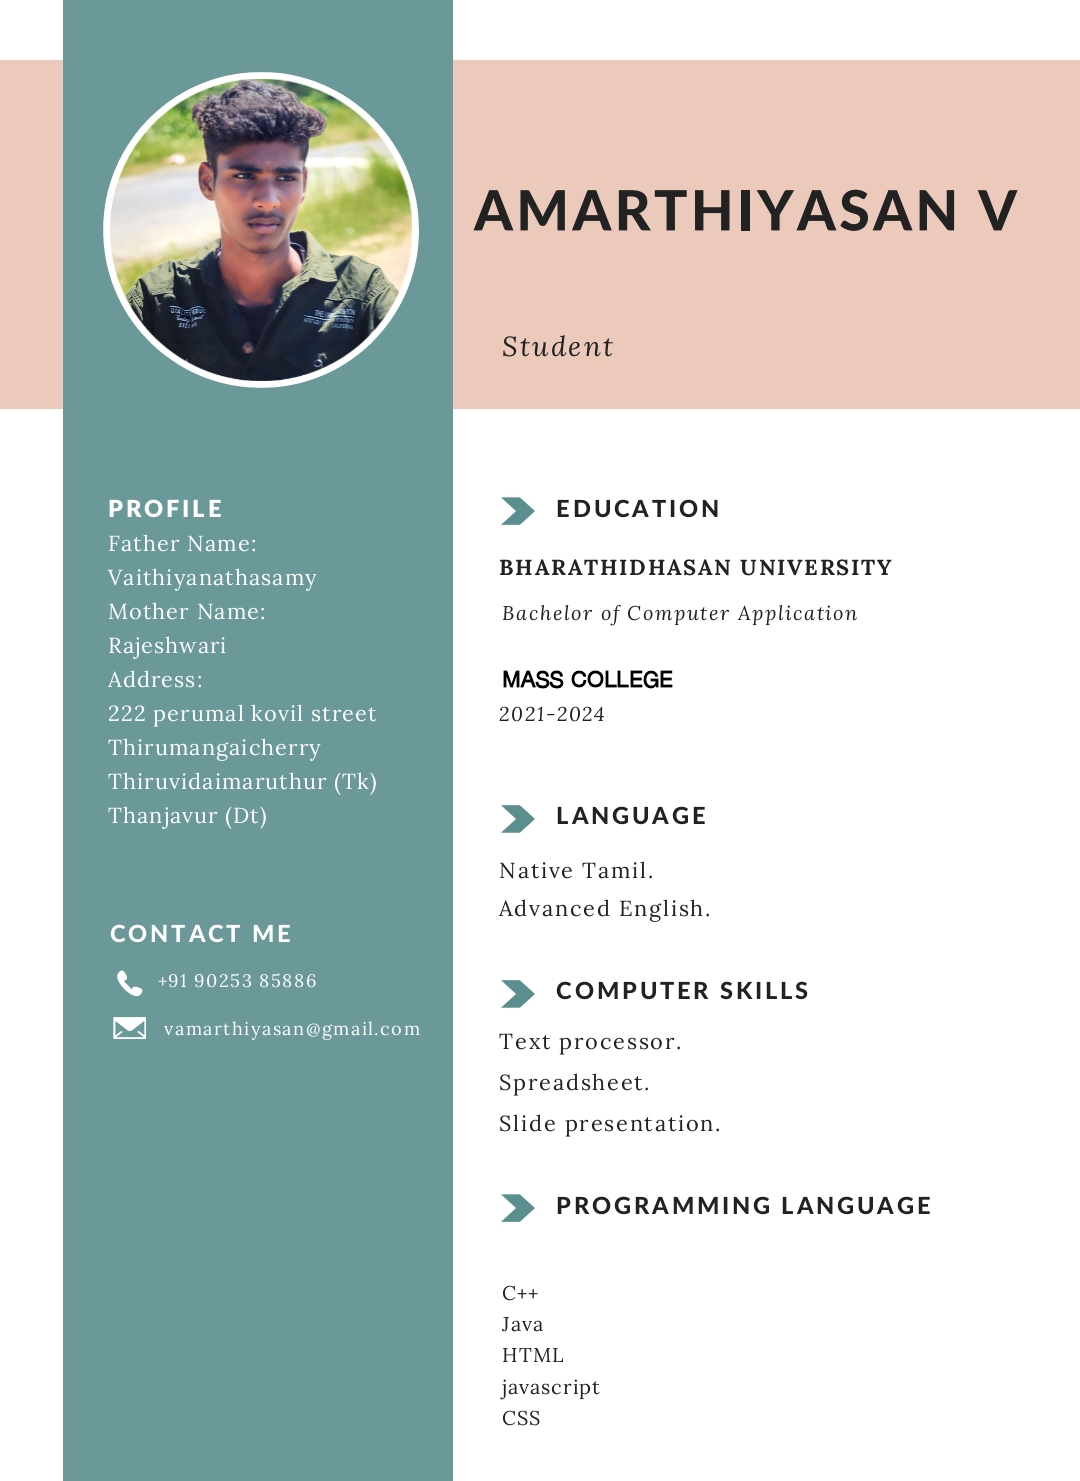 AMARTHIYASAN V
Student
PROFILE
Father Name:
Vaithiyanathasamy
Mother Name:
Rajeshwari
Address:
222 perumal kovil street
Thirumangaicherry
Thiruvidaimaruthur (Tk)
Thanjavur (Dt)
CONTACT ME
+91 90253 85886
vamarthiyasan@gmail.com
EDUCATION
BHARATHIDHASAN UNIVERSITY
Bachelor of Computer Application
MASS COLLEGE
2021-2024
LANGUAGE
Native Tamil.
Advanced English.
COMPUTER SKILLS
Text processor.
Spreadsheet.
Slide presentation.
PROGRAMMING LANGUAGE
C++
Java
HTML
javascript
CSS